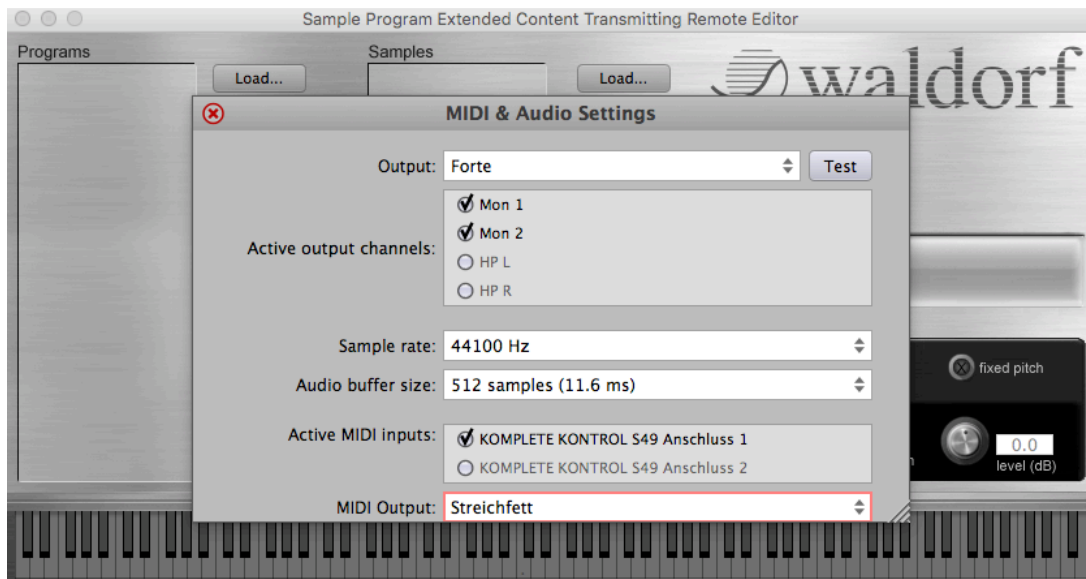 Sample Program Extended Content Transmitting Remote Editor
Programs
Samples
Load...
Load...
waldorf
MIDI & Audio Settings
Output: Forte Test
Active output channels:
Mon 1
Mon 2
HP L
HP R
Sample rate: 44100 Hz
Audio buffer size: 512 samples (11.6 ms)
Active MIDI inputs:
KOMPLETE KONTROL S49 Anschluss 1
KOMPLETE KONTROL S49 Anschluss 2
MIDI Output: Streichfett
fixed pitch
0.0
level (dB)